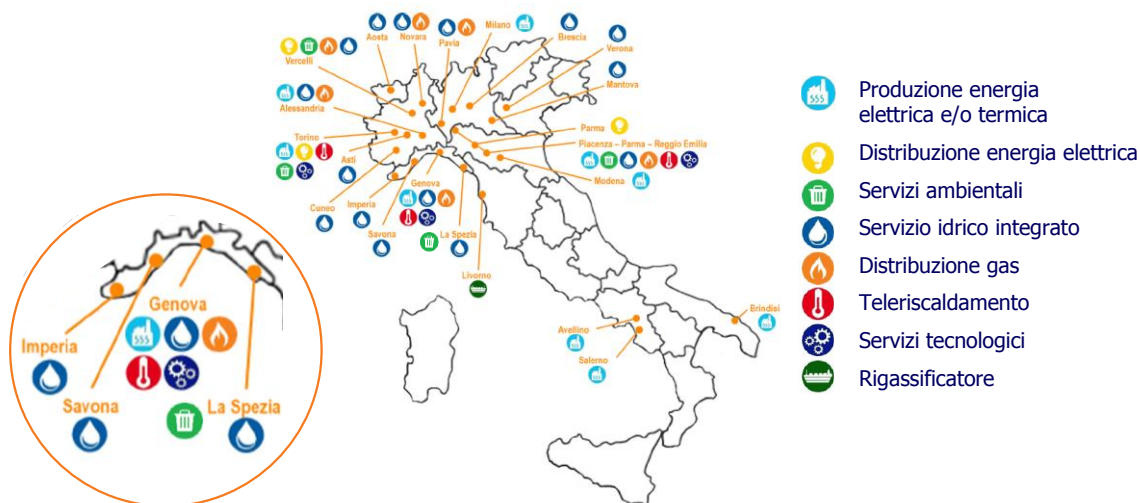 Milano
Aosta
Novara
Pavia
Brescia
Verona
Vercelli
Mantova
Alessandria
Torino
Parma
Piacenza – Parma – Reggio Emilia
Asti
Modena
Genova
Cuneo
Imperia
Savona
La Spezia
Livorno
Brindisi
Avellino
Salerno
Genova
Imperia
Savona
La Spezia
Produzione energia
elettrica e/o termica
Distribuzione energia elettrica
Servizi ambientali
Servizio idrico integrato
Distribuzione gas
Teleriscaldamento
Servizi tecnologici
Rigassificatore